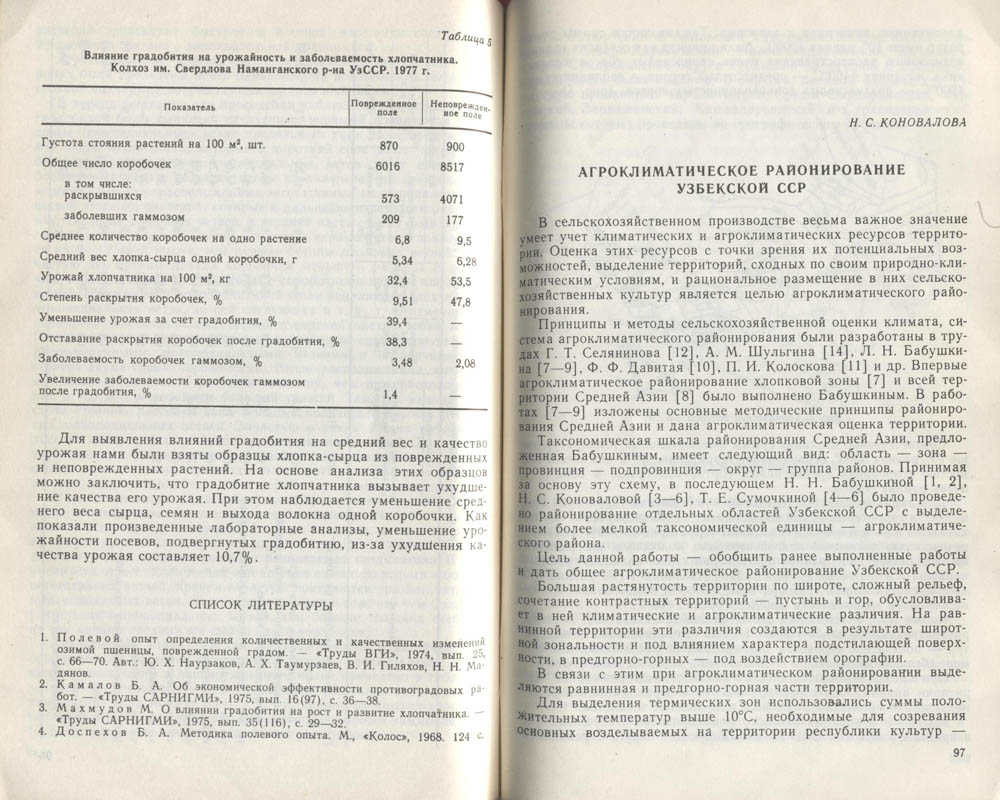 Таблица 5
Влияние градобития на урожайность и заболеваемость хлопчатника.
Колхоз им. Свердлова Наманганского р-на УзССР. 1977 г.
Показатель Поврежденное поле Неповрежден-ное поле
Густота стояния растений на 100 м², шт. 870 900
Общее число коробочек 6016 8517
в том числе:
раскрывшихся 573 4071
заболевших гаммозом 209 177
Среднее количество коробочек на одно растение 6,8 9,5
Средний вес хлопка-сырца одной коробочки, г 5,34 6,28
Урожай хлопчатника на 100 м², кг 32,4 53,5
Степень раскрытия коробочек, % 9,51 47,8
Уменьшение урожая за счет градобития, % 39,4 —
Отставание раскрытия коробочек после градобития, % 38,3 —
Заболеваемость коробочек гаммозом, % 3,48 2,08
Увеличение заболеваемости коробочек гаммозом
после градобития, % 1,4 —
Для выявления влияний градобития на средний вес и качество
урожая нами были взяты образцы хлопка-сырца из поврежденных
и неповрежденных растений. На основе анализа этих образцов
можно заключить, что градобитие хлопчатника вызывает ухудше-
ние качества его урожая. При этом наблюдается уменьшение сред-
него веса сырца, семян и выхода волокна одной коробочки. Как
показали произведенные лабораторные анализы, уменьшение уро-
жайности посевов, подвергнутых градобитию, из-за ухудшения ка-
чества урожая составляет 10,7%.
СПИСОК ЛИТЕРАТУРЫ
1. Полевой опыт определения количественных и качественных изменений
озимой пшеницы, поврежденной градом. — «Труды ВГИ», 1974, вып. 25,
с. 66—70. Авт.: Ю. Х. Наурзаков, А. Х. Таумурзаев, В. И. Гиляхов, Н. Н. Ма-
дянов.
2. Камалов Б. А. Об экономической эффективности противоградовых ра-
бот. — «Труды САРНИГМИ», 1975, вып. 16(97), с. 36—38.
3. Махмудов М. О влиянии градобития на рост и развитие хлопчатника. —
«Труды САРНИГМИ», 1975, вып. 35(116), с. 29—32.
4. Доспехов Б. А. Методика полевого опыта. М., «Колос», 1968. 124 с.
Н. С. КОНОВАЛОВА
АГРОКЛИМАТИЧЕСКОЕ РАЙОНИРОВАНИЕ
УЗБЕКСКОЙ ССР
В сельскохозяйственном производстве весьма важное значение
имеет учет климатических и агроклиматических ресурсов террито-
рии. Оценка этих ресурсов с точки зрения их потенциальных воз-
можностей, выделение территорий, сходных по своим природно-кли-
матическим условиям, и рациональное размещение в них сельско-
хозяйственных культур является целью агроклиматического райо-
нирования.
Принципы и методы сельскохозяйственной оценки климата, си-
стема агроклиматического районирования были разработаны в тру-
дах Г. Т. Селянинова [12], А. М. Шульгина [14], Л. Н. Бабушки-
на [7—9], Ф. Ф. Давитая [10], П. И. Колоскова [11] и др. Впервые
агроклиматическое районирование хлопковой зоны [7] и всей тер-
ритории Средней Азии [8] было выполнено Бабушкиным. В рабо-
тах [7—9] изложены основные методические принципы райониро-
вания Средней Азии и дана агроклиматическая оценка территории.
Таксономическая шкала районирования Средней Азии, предло-
женная Бабушкиным, имеет следующий вид: область — зона —
провинция — подпровинция — округ — группа районов. Принимая
за основу эту схему, в последующем Н. Н. Бабушкиной [1, 2],
Н. С. Коноваловой [3—6], Т. Е. Сумочкиной [4—6] было проведе-
но районирование отдельных областей Узбекской ССР с выделе-
нием более мелкой таксономической единицы — агроклиматиче-
ского района.
Цель данной работы — обобщить ранее выполненные работы
и дать общее агроклиматическое районирование Узбекской ССР.
Большая растянутость территории по широте, сложный рельеф,
сочетание контрастных территорий — пустынь и гор, обусловлива-
ет в ней климатические и агроклиматические различия. На рав-
нинной территории эти различия создаются в результате широт-
ной зональности и под влиянием характера подстилающей поверх-
ности, в предгорно-горных — под воздействием орографии.
В связи с этим при агроклиматическом районировании выде-
ляются равнинная и предгорно-горная части территории.
Для выделения термических зон использовались суммы поло-
жительных температур выше 10°С, необходимые для созревания
основных возделываемых на территории республики культур —
97